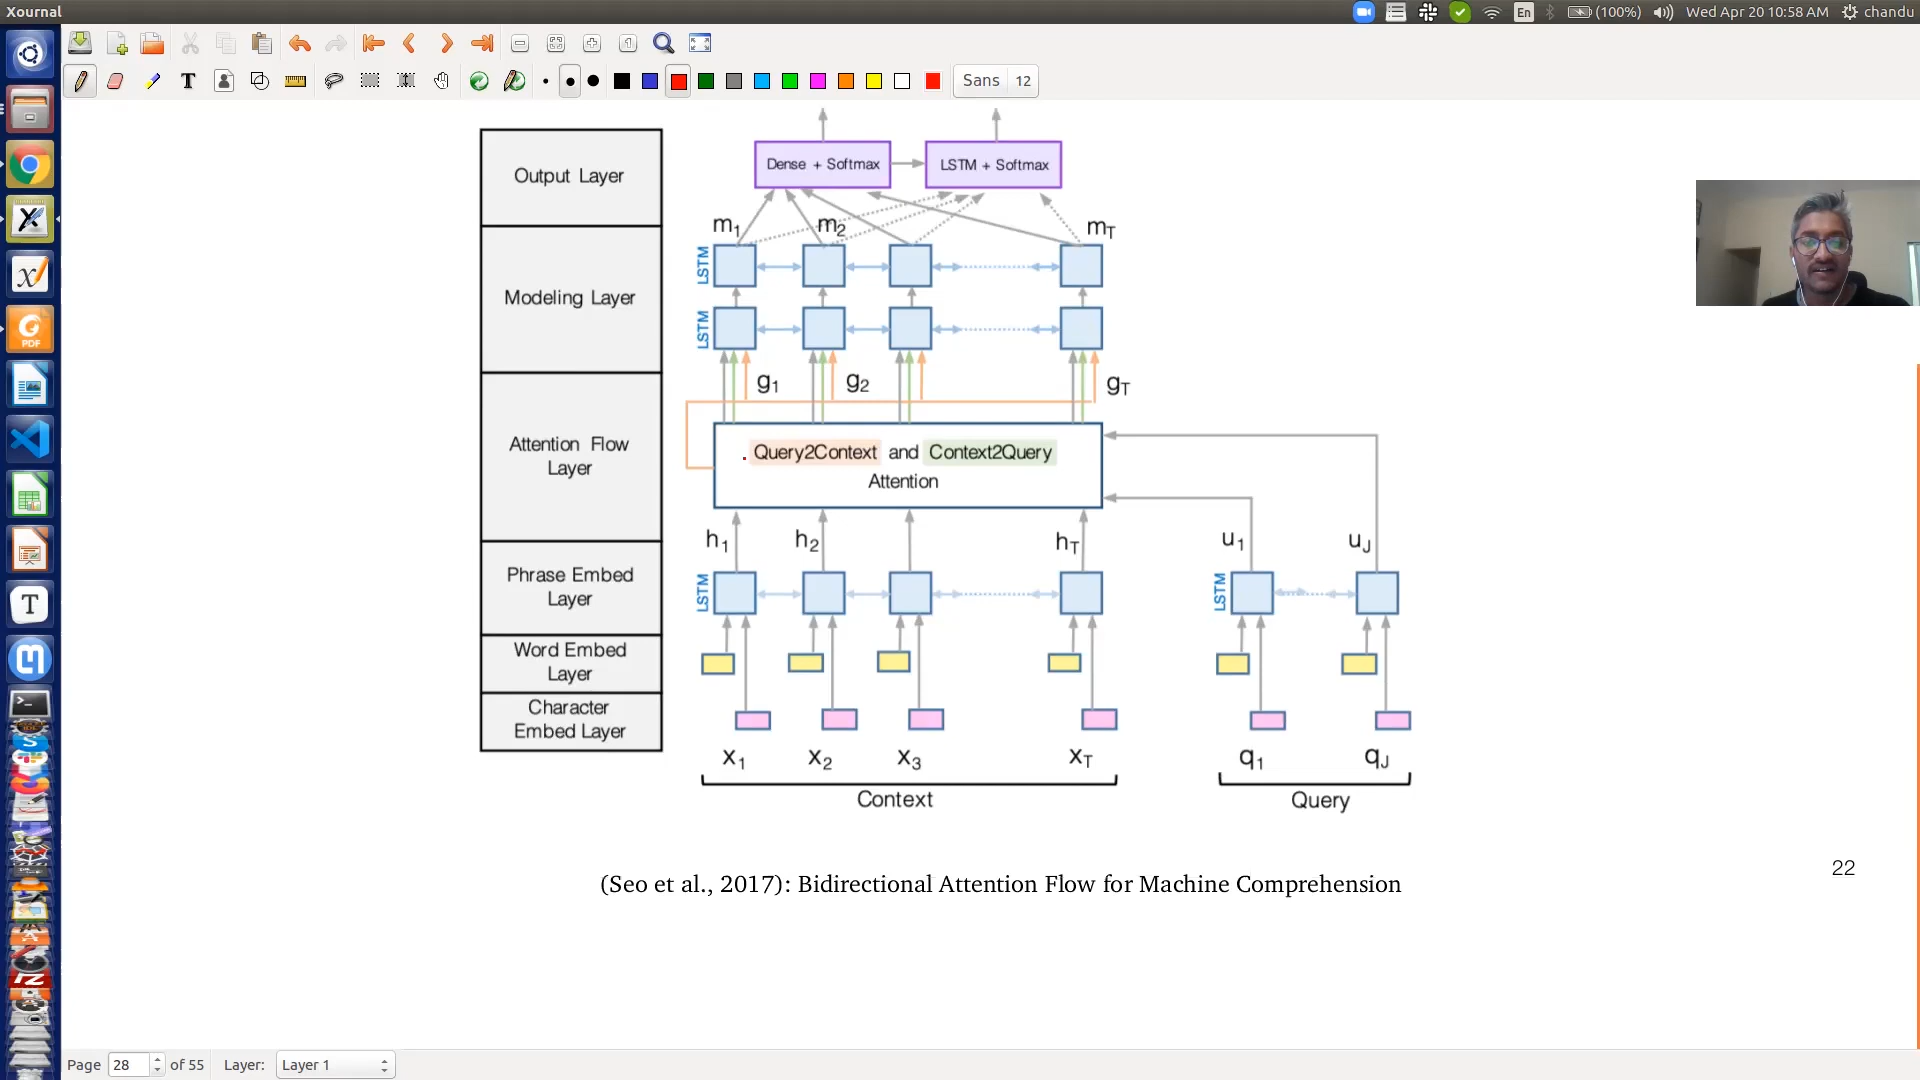 Xournal
En
(100%)
Wed Apr 20 10:58 AM
chandu
Sans 12
Output Layer
Modeling Layer
Attention Flow
Layer
Phrase Embed
Layer
Word Embed
Layer
Character
Embed Layer
Dense + Softmax
LSTM + Softmax
m1
m2
mT
LSTM
LSTM
g1
g2
gT
Query2Context and Context2Query
Attention
h1
h2
hT
u1
uJ
LSTM
LSTM
x1
x2
x3
xT
q1
qJ
Context
Query
(Seo et al., 2017): Bidirectional Attention Flow for Machine Comprehension
22
PDF
T
Page 28 of 55
Layer: Layer 1